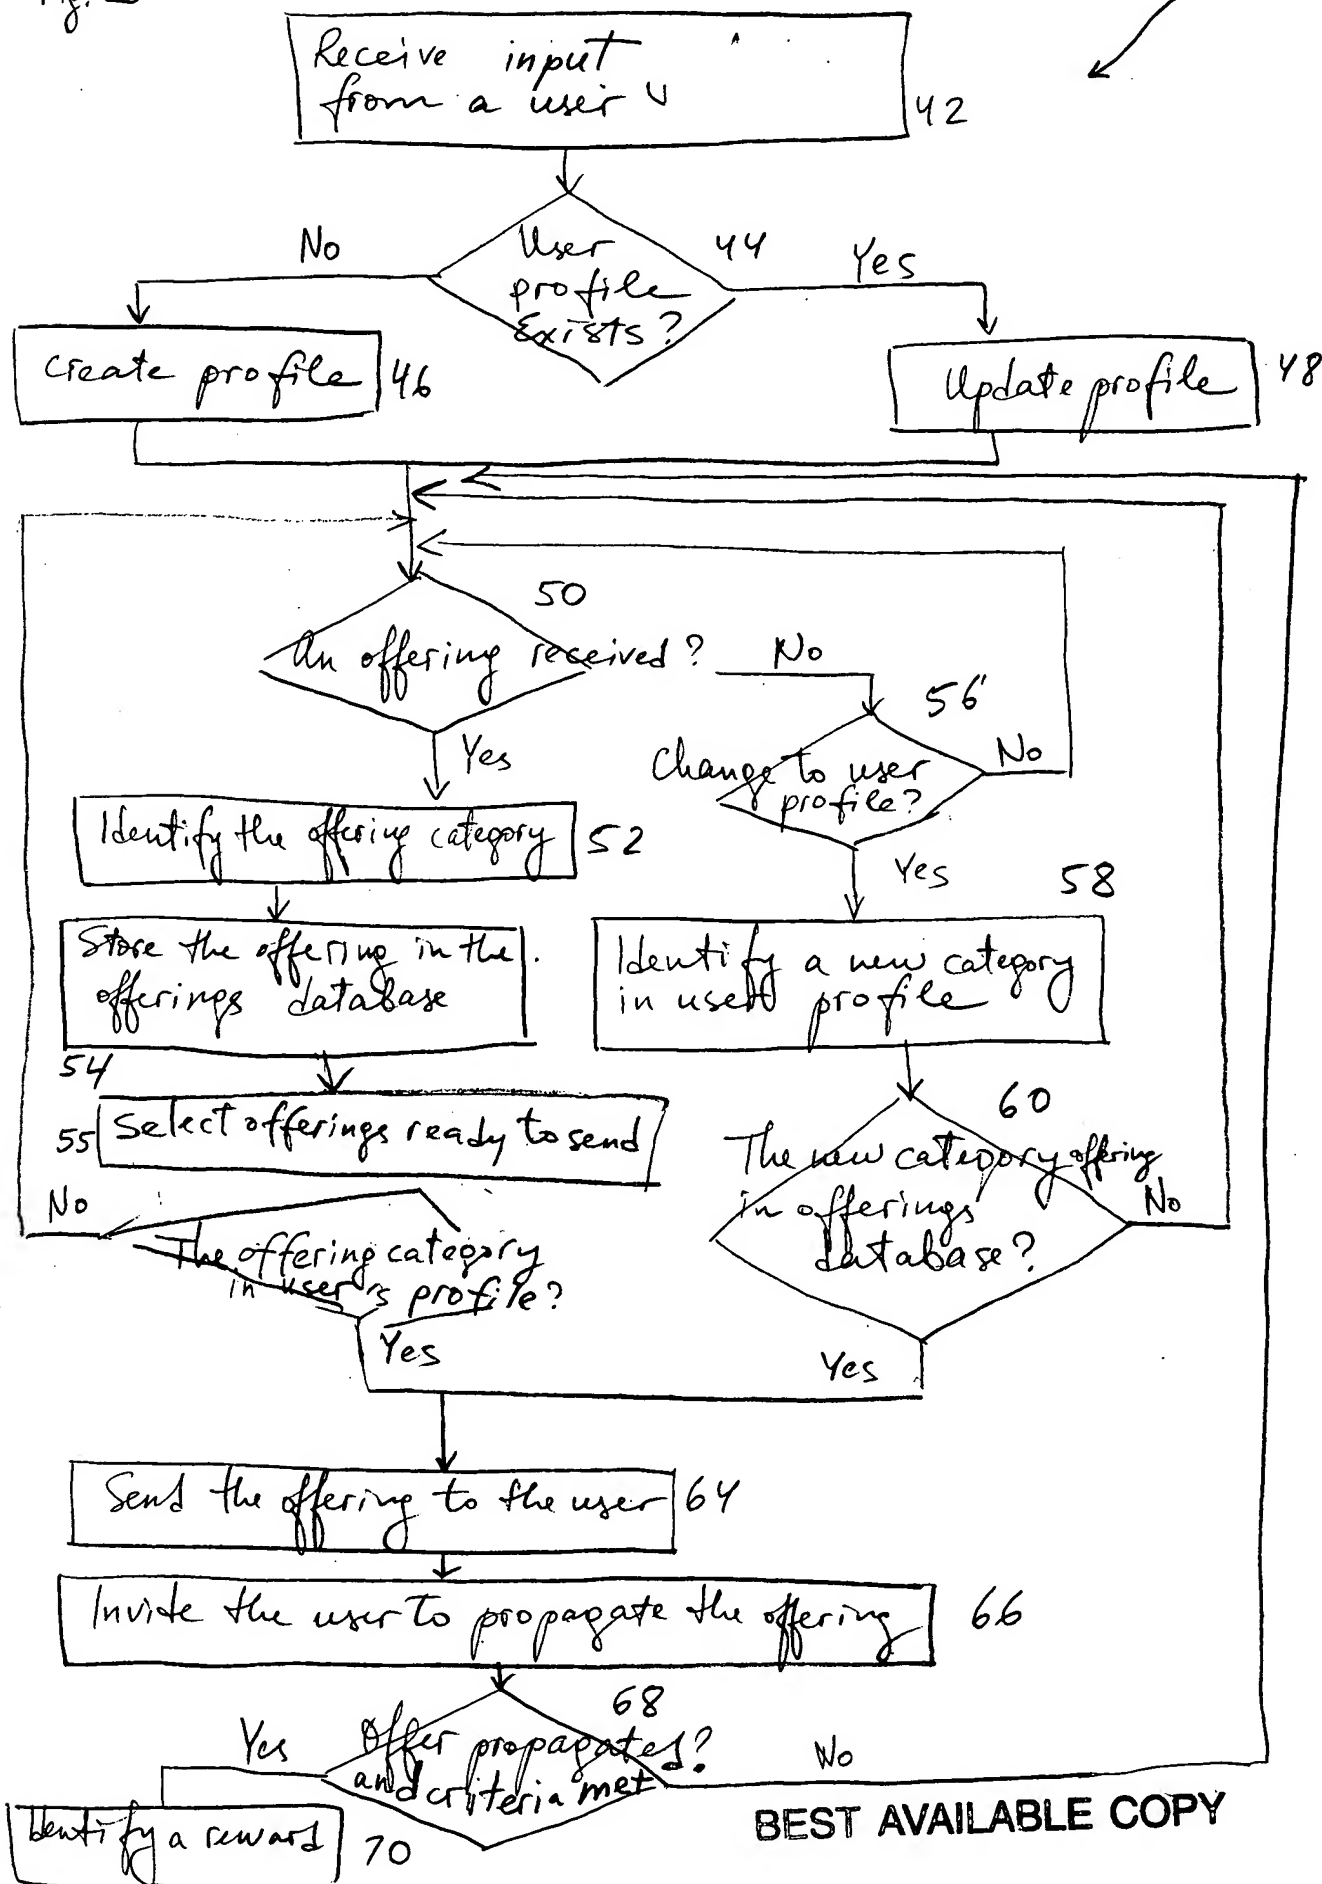 Fig.
Receive input
from a user
42
44
User
profile
Exists?
No
Yes
Create profile
46
Update profile
48
50
An offering received?
No
Yes
56
Change to user
profile?
No
Yes
Identify the offering category
52
58
Store the offering in the
offerings database
54
Identify a new category
in user profile
55
Select offerings ready to send
60
The new category offering
in offerings
database?
No
No
The offering category
in user's profile?
Yes
Yes
Send the offering to the user
64
Invite the user to propagate the offering
66
68
Offer propagated?
and criteria met
Yes
No
Identify a reward
70
BEST AVAILABLE COPY